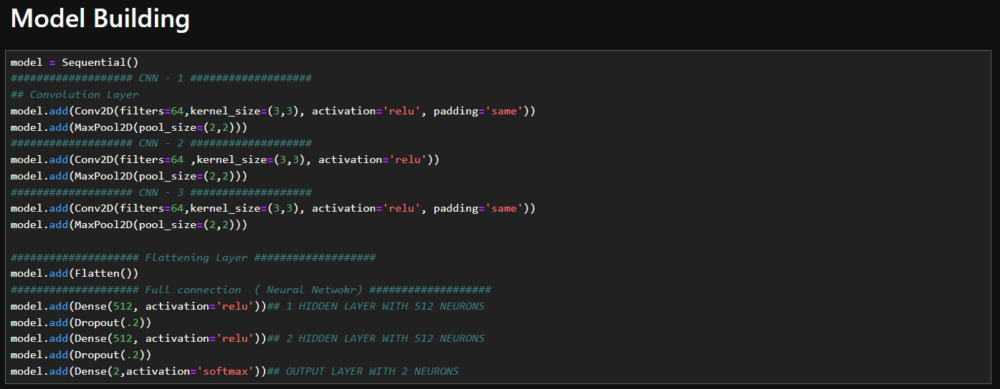 Model Building
model = Sequential()
################### CNN - 1 ###################
## Convolution Layer
model.add(Conv2D(filters=64,kernel_size=(3,3), activation='relu', padding='same'))
model.add(MaxPool2D(pool_size=(2,2)))
################### CNN - 2 ###################
model.add(Conv2D(filters=64 ,kernel_size=(3,3), activation='relu'))
model.add(MaxPool2D(pool_size=(2,2)))
################### CNN - 3 ###################
model.add(Conv2D(filters=64,kernel_size=(3,3), activation='relu', padding='same'))
model.add(MaxPool2D(pool_size=(2,2)))
#################### Flattening Layer ###################
model.add(Flatten())
#################### Full connection  ( Neural Netwokr) ###################
model.add(Dense(512, activation='relu'))## 1 HIDDEN LAYER WITH 512 NEURONS
model.add(Dropout(.2))
model.add(Dense(512, activation='relu'))## 2 HIDDEN LAYER WITH 512 NEURONS
model.add(Dropout(.2))
model.add(Dense(2,activation='softmax'))## OUTPUT LAYER WITH 2 NEURONS